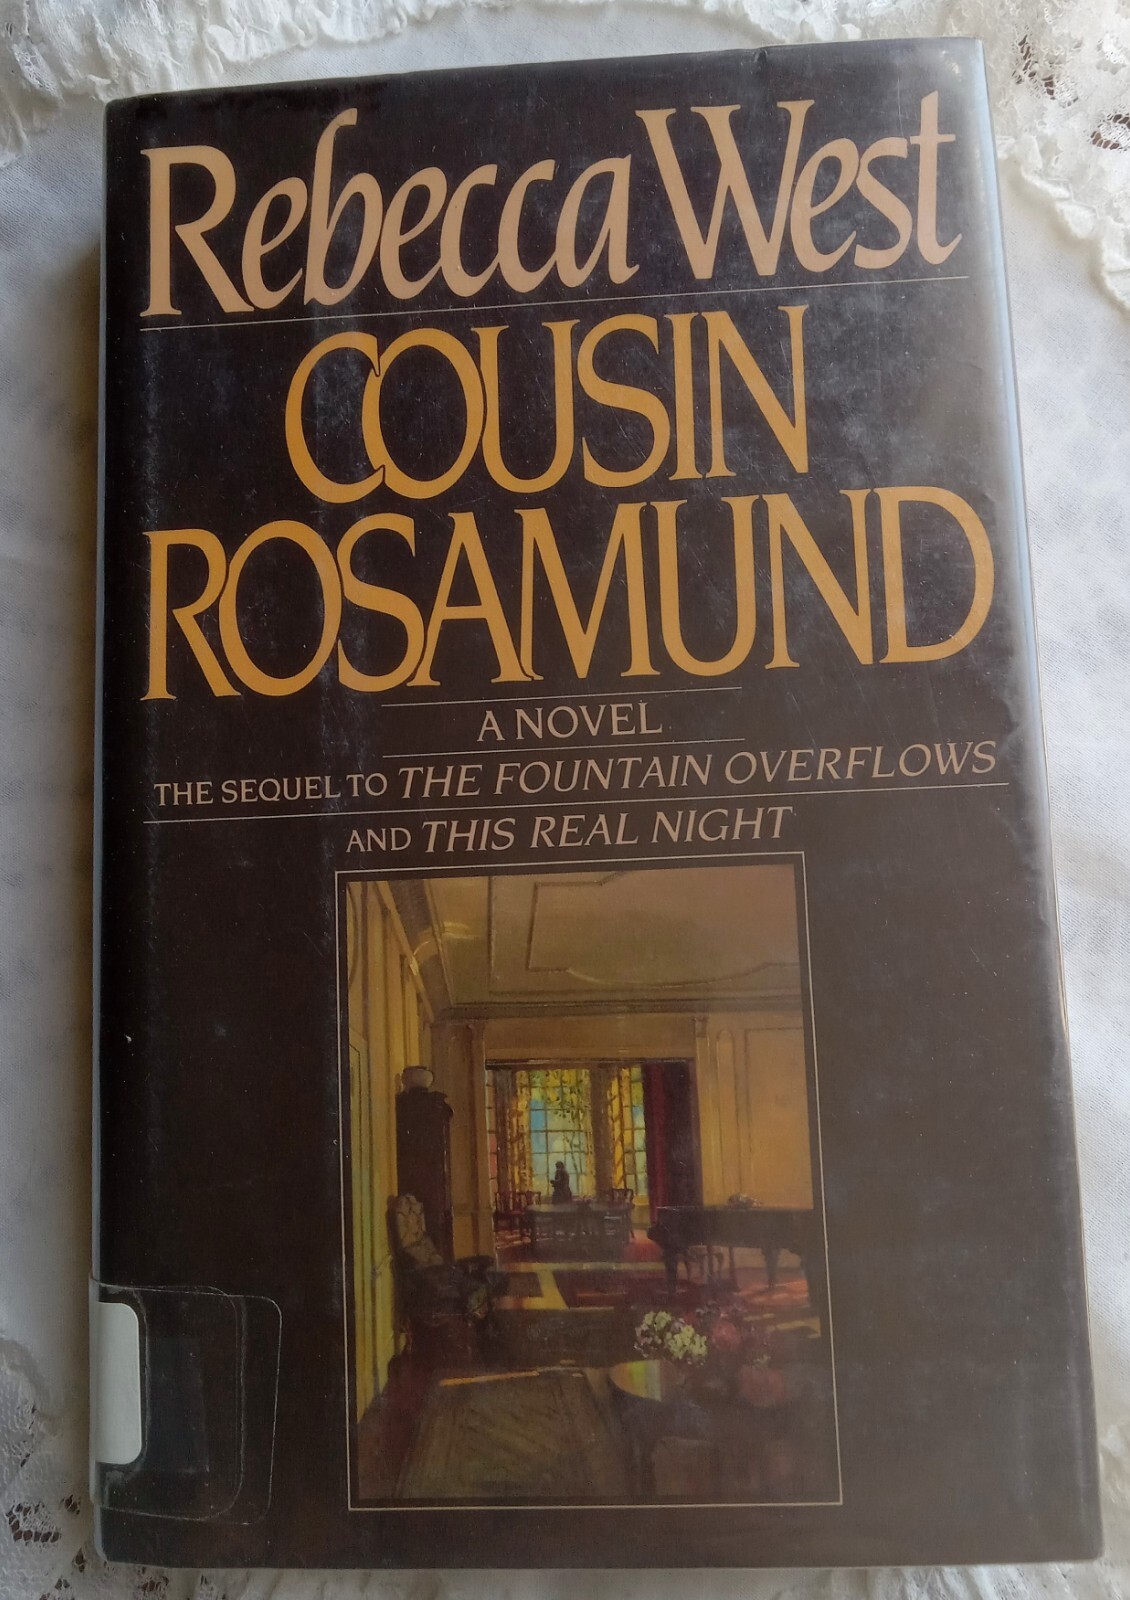 Rebecca West
COUSIN
ROSAMUND
A NOVEL
THE SEQUEL TO THE FOUNTAIN OVERFLOWS
AND THIS REAL NIGHT